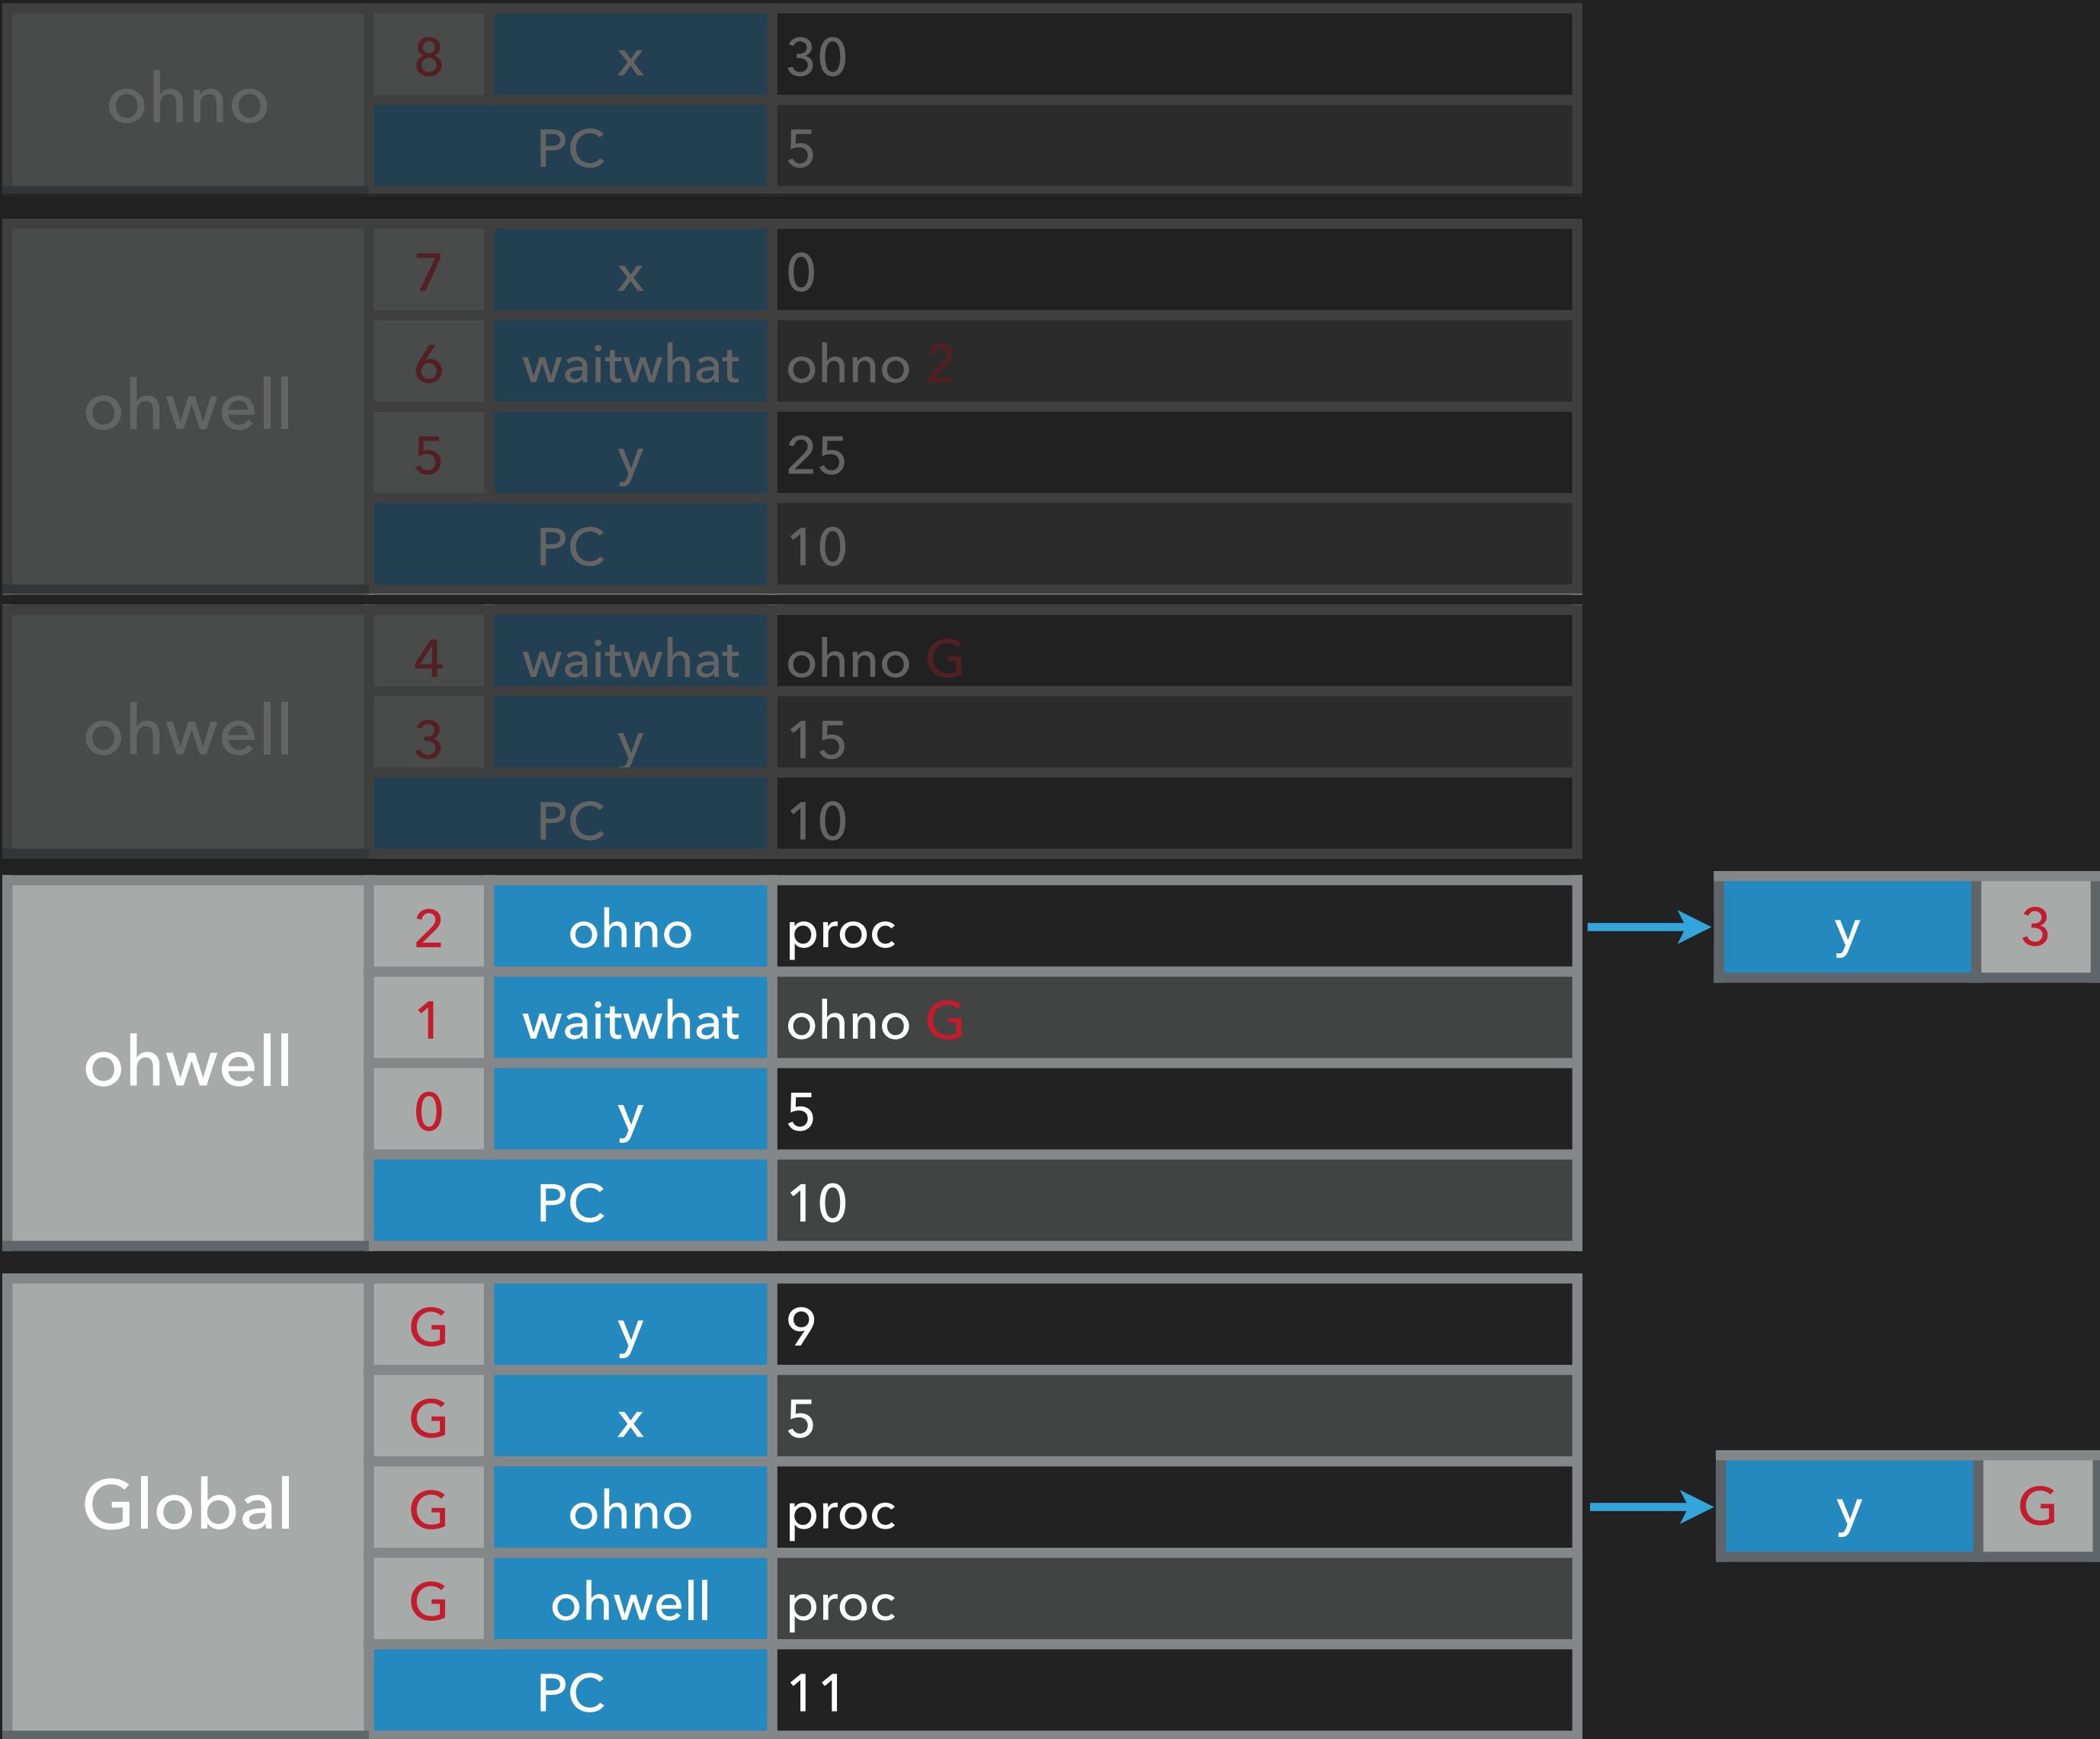 8 x 30
ohno
PC 5
7 x 0
6 waitwhat ohno 2
ohwell
5 y 25
PC 10
4 waitwhat ohno G
ohwell
3 y 15
PC 10
2 ohno proc
y 3
1 waitwhat ohno G
ohwell
0 y 5
PC 10
G y 9
G x 5
Global
G ohno proc
y G
G ohwell proc
PC 11